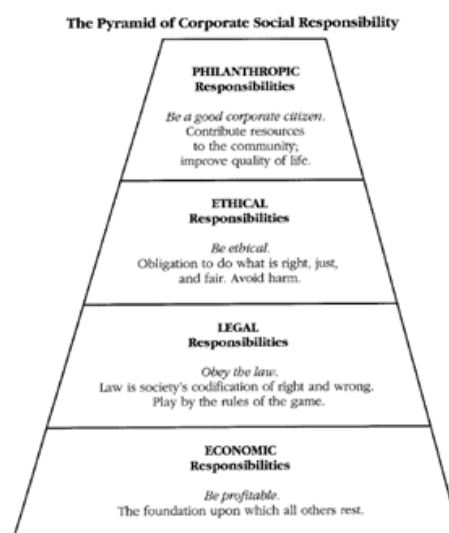 The Pyramid of Corporate Social Responsibility
PHILANTHROPIC
Responsibilities
Be a good corporate citizen.
Contribute resources
to the community;
improve quality of life.
ETHICAL
Responsibilities
Be ethical.
Obligation to do what is right, just,
and fair. Avoid harm.
LEGAL
Responsibilities
Obey the law.
Law is society's codification of right and wrong.
Play by the rules of the game.
ECONOMIC
Responsibilities
Be profitable.
The foundation upon which all others rest.